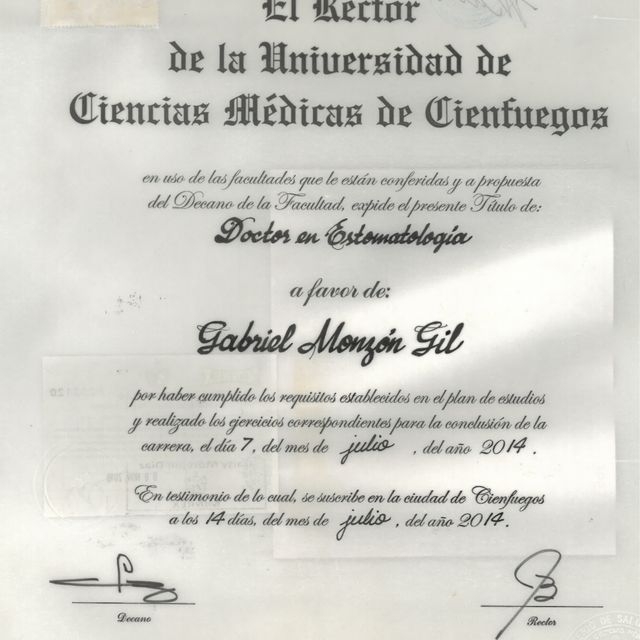 El Rector
de la Universidad de
Ciencias Médicas de Cienfuegos
en uso de las facultades que le están conferidas y a propuesta
del Decano de la Facultad, expide el presente Título de:
Doctor en Estomatología
a favor de:
Gabriel Monzón Gil
por haber cumplido los requisitos establecidos en el plan de estudios
y realizado los ejercicios correspondientes para la conclusión de la
carrera, el día 7, del mes de julio, del año 2014.
En testimonio de lo cual, se suscribe en la ciudad de Cienfuegos
a los 14 días, del mes de julio, del año 2014.
Decano
Rector